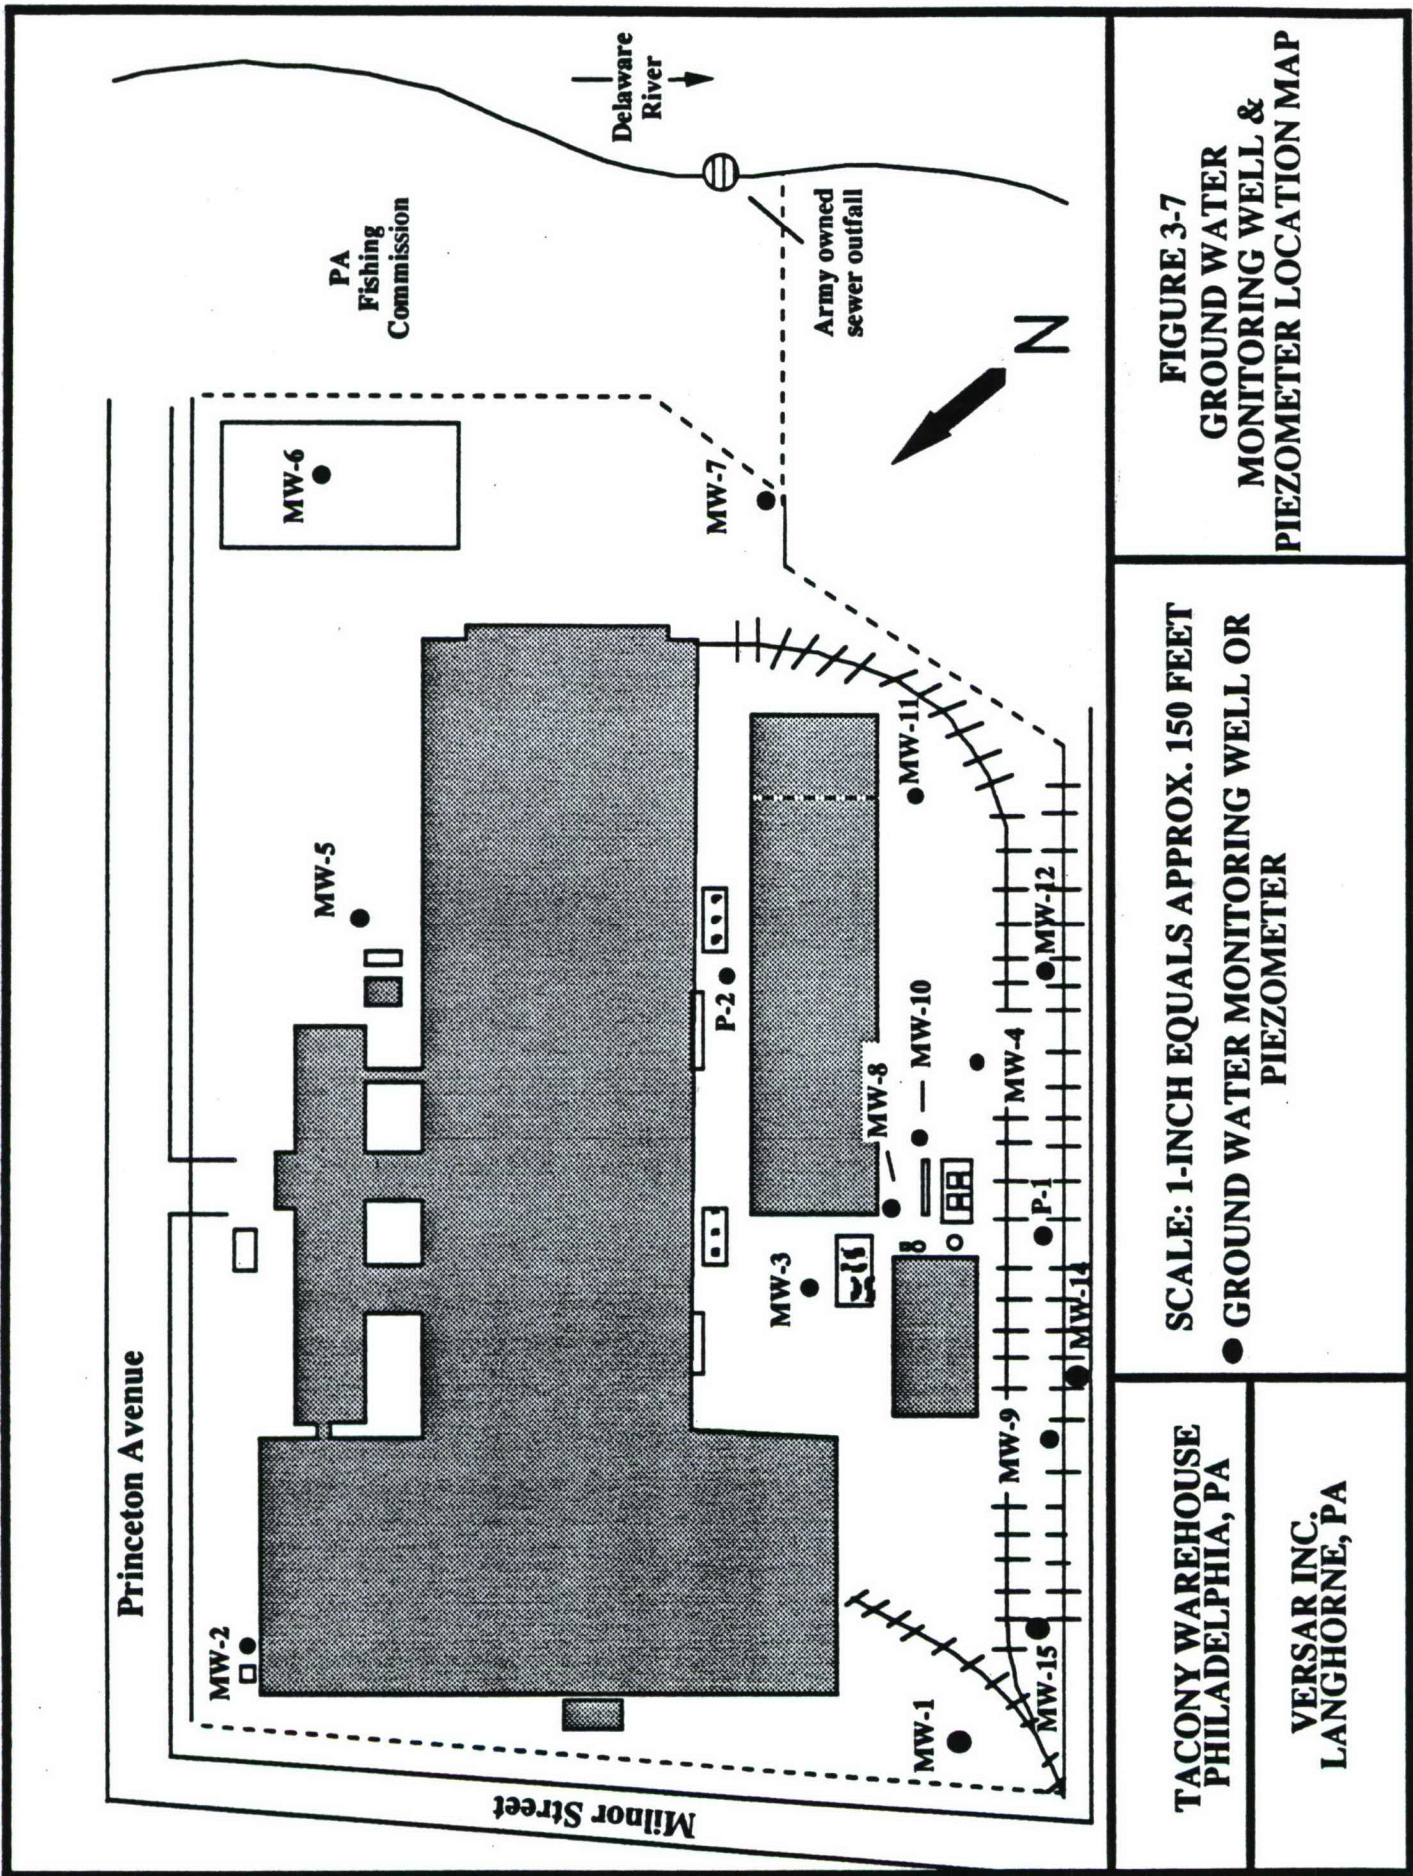 Princeton Avenue
Milnor Street
MW-2
MW-5
MW-6
PA
Fishing
Commission
Delaware
River
Army owned
sewer outfall
MW-7
N
P-2
MW-3
MW-8
MW-10
MW-11
MW-12
MW-4
P-1
MW-14
MW-9
MW-15
MW-1
TACONY WAREHOUSE
PHILADELPHIA, PA
VERSAR INC.
LANGHORNE, PA
SCALE: 1-INCH EQUALS APPROX. 150 FEET
GROUND WATER MONITORING WELL OR
PIEZOMETER
FIGURE 3-7
GROUND WATER
MONITORING WELL &
PIEZOMETER LOCATION MAP